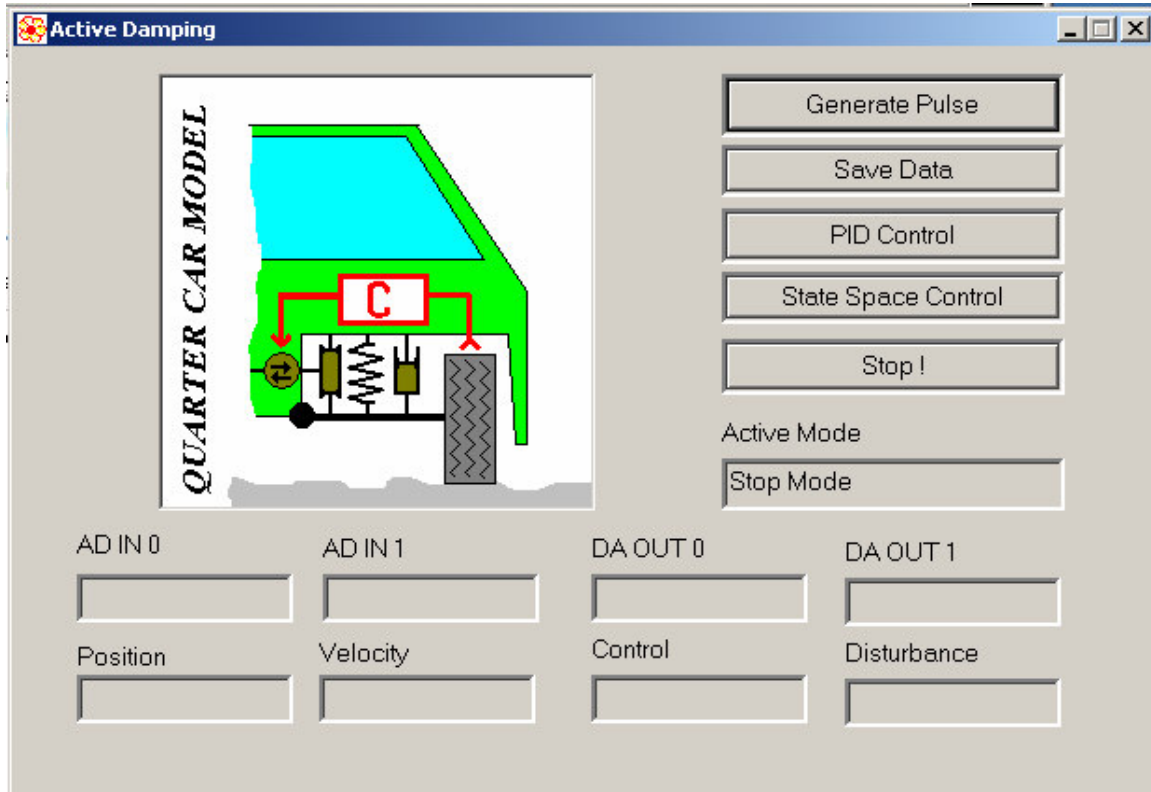 Active Damping
QUARTER CAR MODEL
C
Generate Pulse
Save Data
PID Control
State Space Control
Stop !
Active Mode
Stop Mode
AD IN 0
AD IN 1
DA OUT 0
DA OUT 1
Position
Velocity
Control
Disturbance